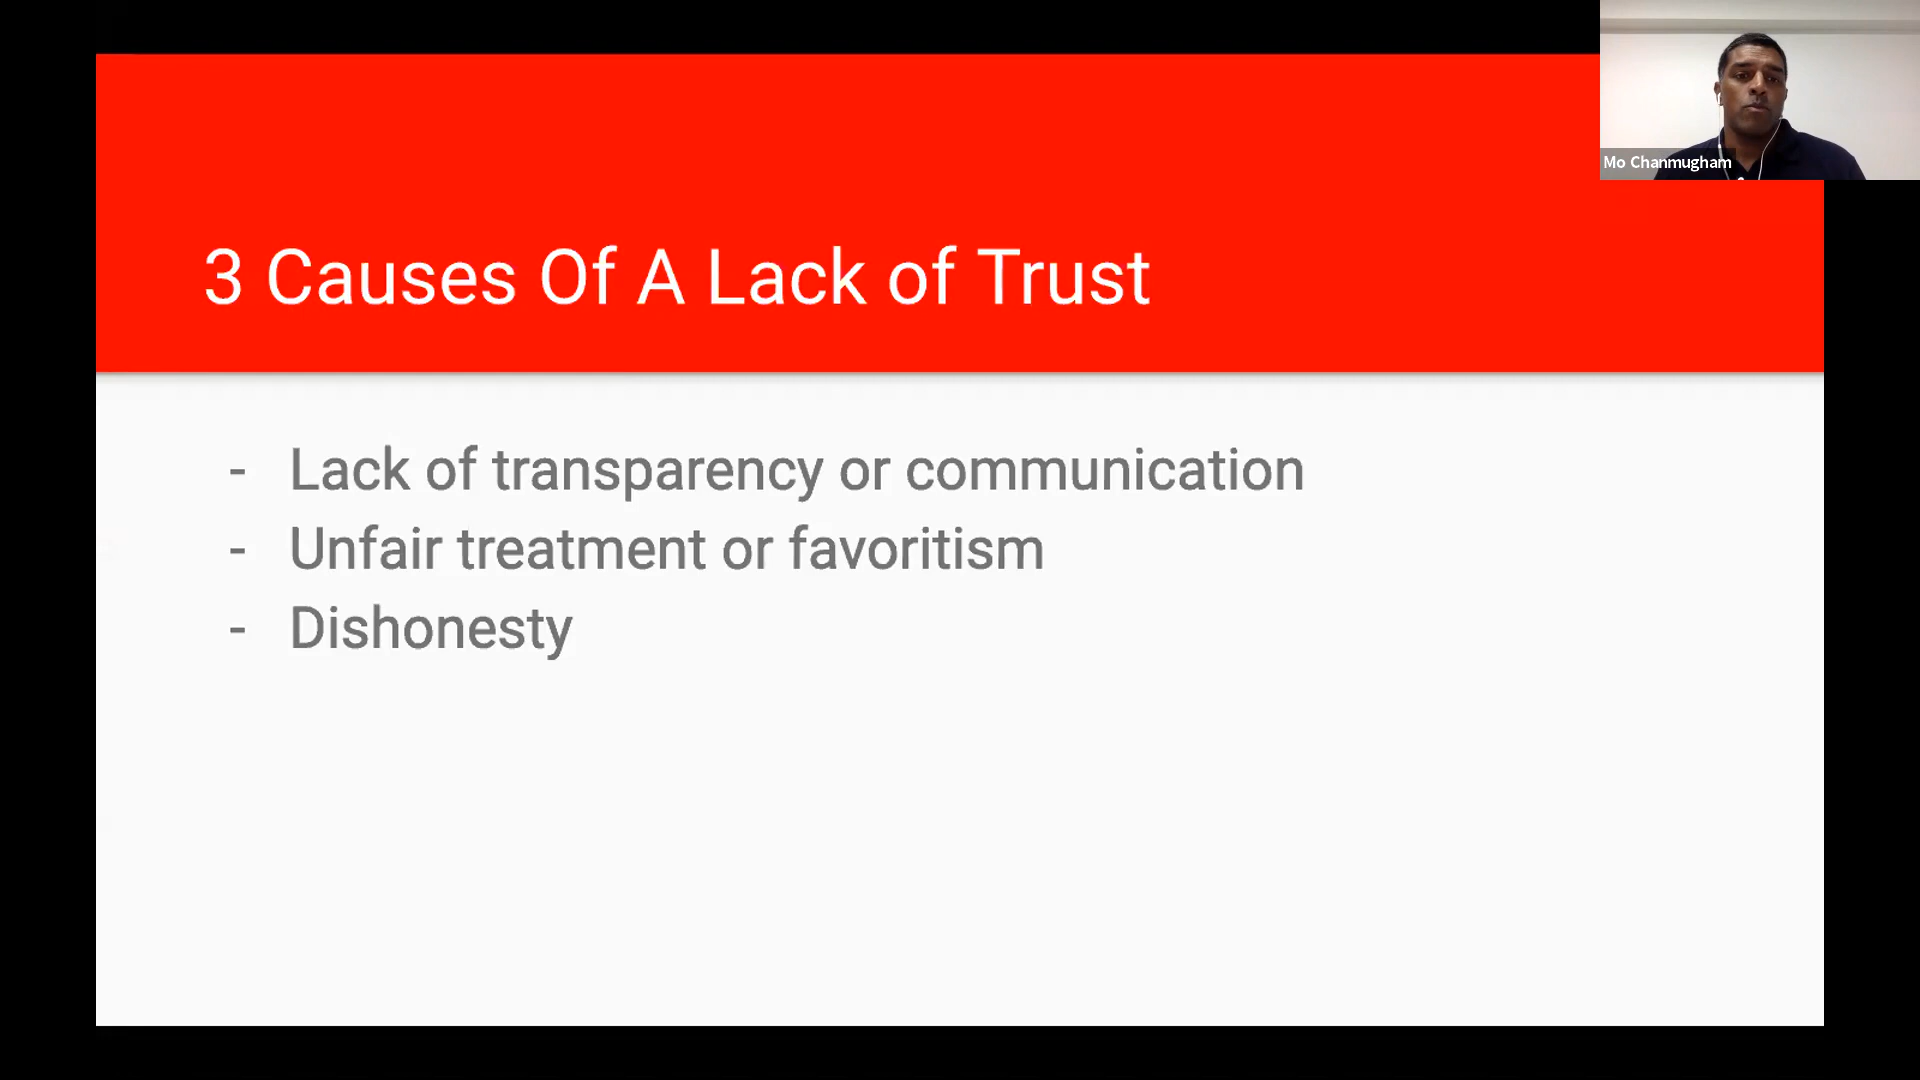 Mo Chanmugham
3 Causes Of A Lack of Trust
- Lack of transparency or communication
- Unfair treatment or favoritism
- Dishonesty